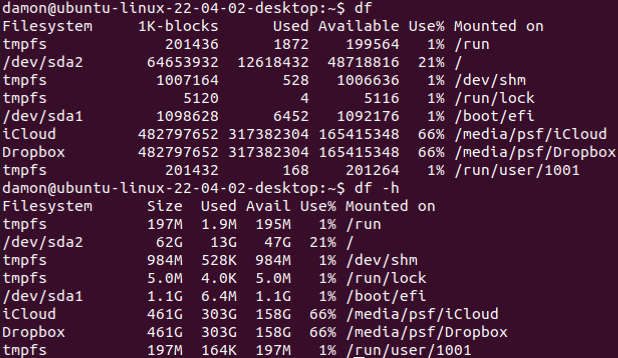 damon@ubuntu-linux-22-04-02-desktop:~$ df
Filesystem     1K-blocks      Used Available Use% Mounted on
tmpfs             201436      1872    199564   1% /run
/dev/sda2       64653932  12618432  48718816  21% /
tmpfs            1007164       528   1006636   1% /dev/shm
tmpfs               5120         4      5116   1% /run/lock
/dev/sda1        1098628      6452   1092176   1% /boot/efi
iCloud         482797652 317382304 165415348  66% /media/psf/iCloud
Dropbox        482797652 317382304 165415348  66% /media/psf/Dropbox
tmpfs             201432       168    201264   1% /run/user/1001
damon@ubuntu-linux-22-04-02-desktop:~$ df -h
Filesystem      Size  Used Avail Use% Mounted on
tmpfs           197M  1.9M  195M   1% /run
/dev/sda2        62G   13G   47G  21% /
tmpfs           984M  528K  984M   1% /dev/shm
tmpfs           5.0M  4.0K  5.0M   1% /run/lock
/dev/sda1       1.1G  6.4M  1.1G   1% /boot/efi
iCloud          461G  303G  158G  66% /media/psf/iCloud
Dropbox         461G  303G  158G  66% /media/psf/Dropbox
tmpfs           197M  164K  197M   1% /run/user/1001